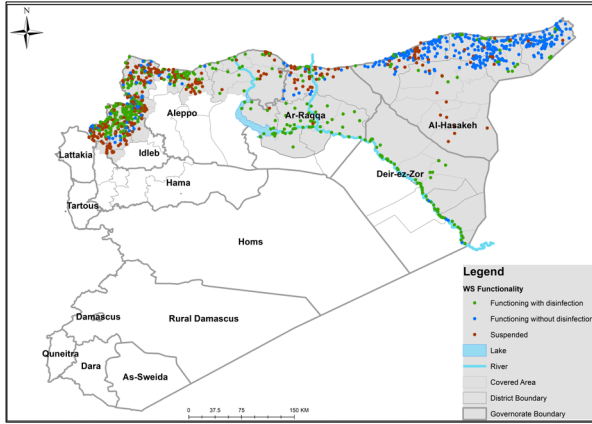 N
Aleppo
Ar-Raqqa
Al-Hasakeh
Lattakia
Idleb
Hama
Deir-ez-Zor
Tartous
Homs
Damascus
Rural Damascus
Quneitra
Dara
As-Sweida
0 37.5 75 150 KM
Legend
WS Functionality
Functioning with disinfection
Functioning without disinfection
Suspended
Lake
River
Covered Area
District Boundary
Governorate Boundary